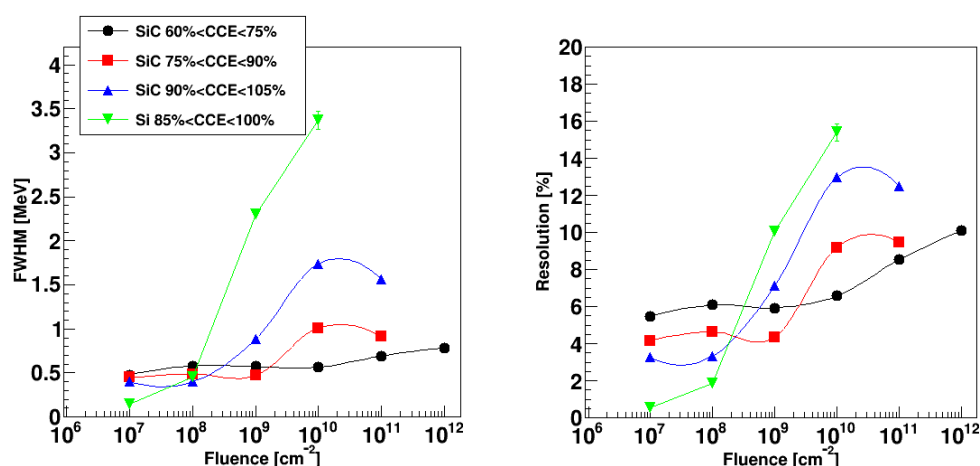 SiC 60%<CCE<75%
SiC 75%<CCE<90%
SiC 90%<CCE<105%
Si 85%<CCE<100%
FWHM [MeV]
4
3.5
3
2.5
2
1.5
1
0.5
0
10^6 10^7 10^8 10^9 10^10 10^11 10^12
Fluence [cm^-2]
Resolution [%]
20
18
16
14
12
10
8
6
4
2
0
10^6 10^7 10^8 10^9 10^10 10^11 10^12
Fluence [cm^-2]